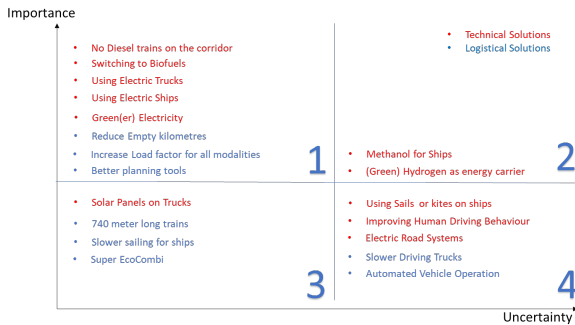 Importance
• Technical Solutions
• Logistical Solutions
• No Diesel trains on the corridor
• Switching to Biofuels
• Using Electric Trucks
• Using Electric Ships
• Green(er) Electricity
• Reduce Empty kilometres
• Increase Load factor for all modalities
• Better planning tools
1
• Methanol for Ships
• (Green) Hydrogen as energy carrier
2
• Solar Panels on Trucks
• 740 meter long trains
• Slower sailing for ships
• Super EcoCombi
3
• Using Sails or kites on ships
• Improving Human Driving Behaviour
• Electric Road Systems
• Slower Driving Trucks
• Automated Vehicle Operation
4
Uncertainty